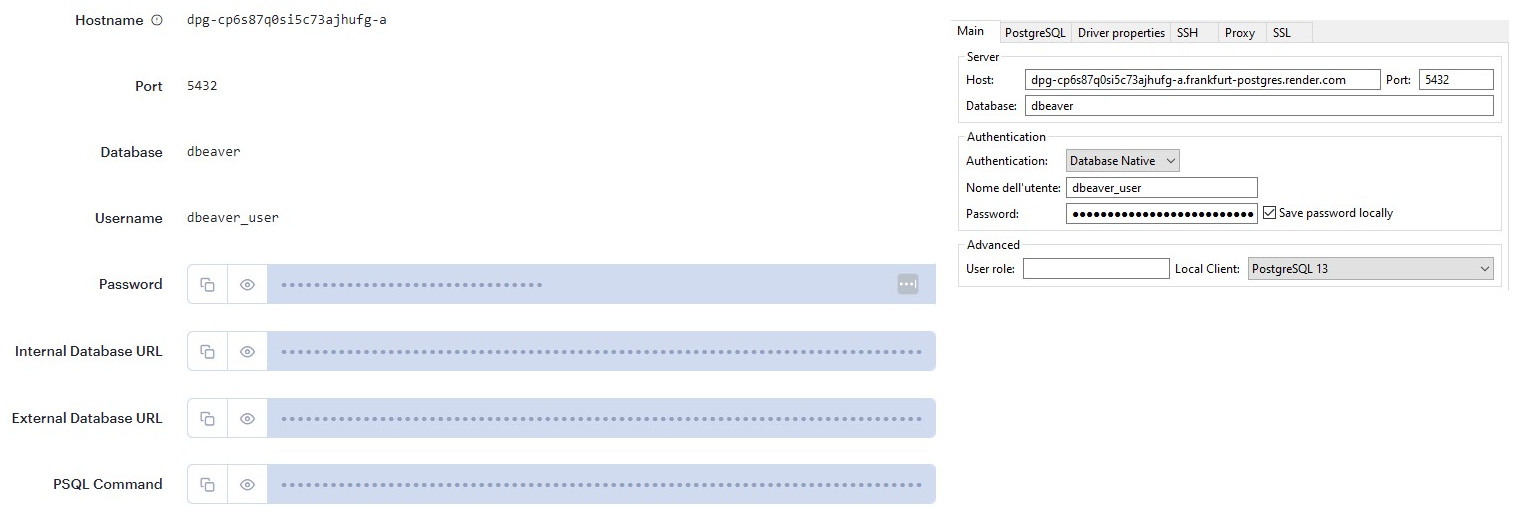 Hostname dpg-cp6s87q0si5c73ajhufg-a
Port 5432
Database dbeaver
Username dbeaver_user
Password ••••••••••••••••••••••••••••••••
Internal Database URL
External Database URL
PSQL Command
Main PostgreSQL Driver properties SSH Proxy SSL
Server
Host: dpg-cp6s87q0si5c73ajhufg-a.frankfurt-postgres.render.com Port: 5432
Database: dbeaver
Authentication
Authentication: Database Native
Nome dell'utente: dbeaver_user
Password: •••••••••••••••••••••••••• Save password locally
Advanced
User role: Local Client: PostgreSQL 13